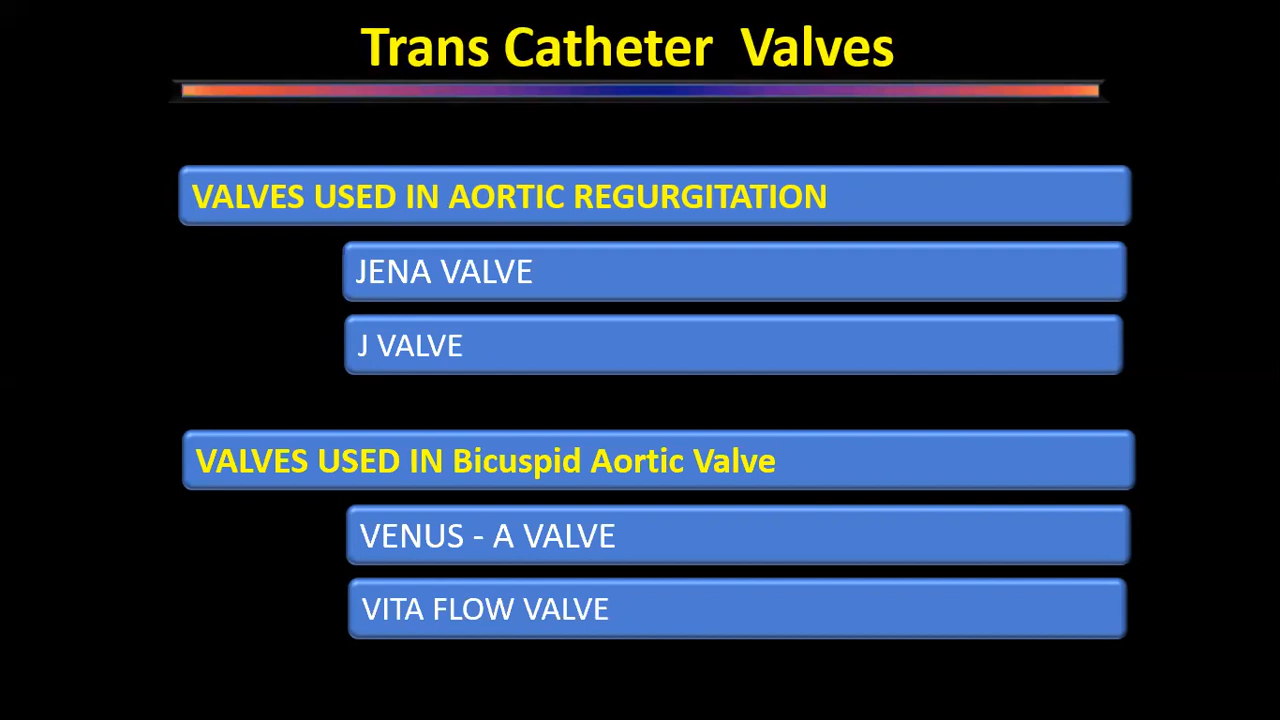 Trans Catheter Valves
VALVES USED IN AORTIC REGURGITATION
JENA VALVE
J VALVE
VALVES USED IN Bicuspid Aortic Valve
VENUS - A VALVE
VITA FLOW VALVE